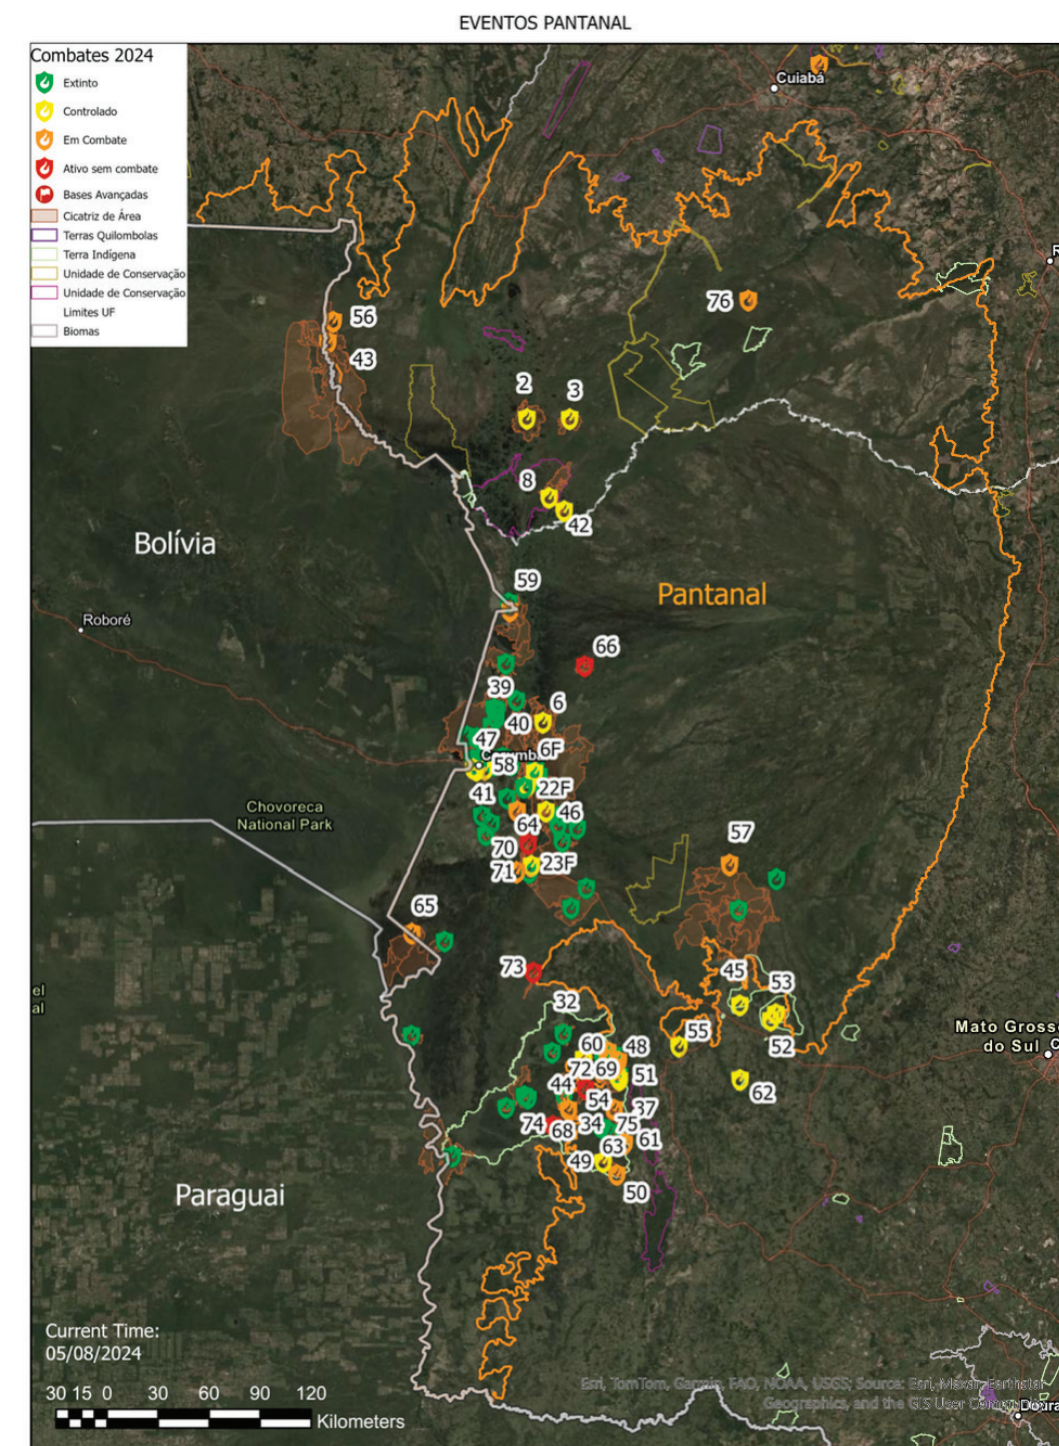 EVENTOS PANTANAL
Combates 2024
Extinto
Controlado
Em Combate
Ativo sem combate
Bases Avançadas
Cicatriz de Área
Terras Quilombolas
Terra Indígena
Unidade de Conservação
Unidade de Conservação
Limites UF
Biomas
Cuiabá
R
76
56
43
2
3
8
42
Bolívia
59
Pantanal
Roboré
66
39
6
40
47
6F
58
41
22F
Chovoreca
National Park
46
64
57
70
71
23F
65
73
45
53
el
al
32
Mato Gross
do Sul
C
55
52
60
48
72
69
51
62
44
54
37
74
68
34
75
61
63
49
50
Paraguai
Current Time:
05/08/2024
30 15 0 30 60 90 120
Kilometers
Esri, TomTom, Garmin, FAO, NOAA, USGS; Source: Esri, Maxar, Earthstar
Geographics, and the GIS User Commu
Doura